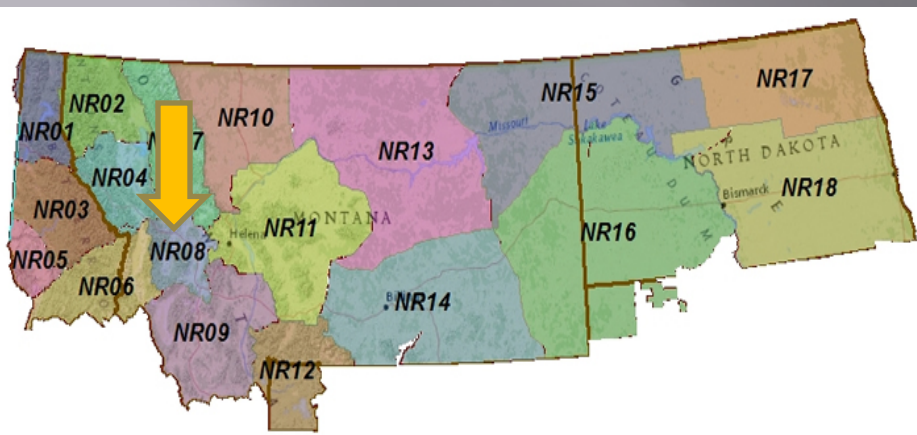 NR17
NR02
NR15
NR10
NR01
Missouri
Lake
Sakakawea
NR13
NORTH DAKOTA
NR04
NR18
Bismarck
NR03
MONTANA
NR11
Helena
NR16
NR08
NR05
NR06
NR14
NR09
NR12